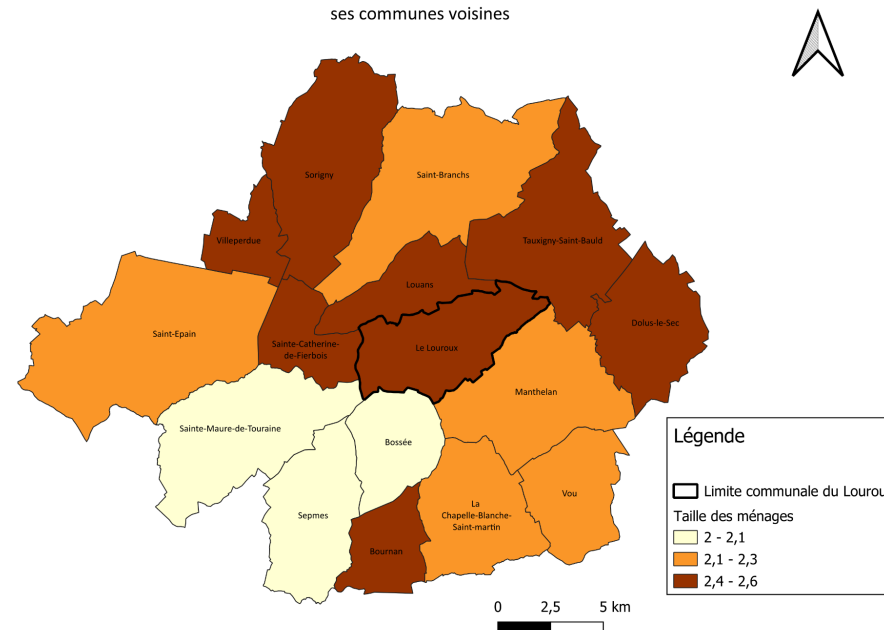 ses communes voisines
Sorigny
Saint-Branchs
Villeperdue
Tauxigny-Saint-Bauld
Louans
Saint-Epain
Sainte-Catherine-
de-Fierbois
Le Louroux
Dolus-le-Sec
Manthelan
Sainte-Maure-de-Touraine
Bossée
Vou
Sepmes
La
Chapelle-Blanche-
Saint-martin
Bournan
Légende
Limite communale du Lourou
Taille des ménages
2 - 2,1
2,1 - 2,3
2,4 - 2,6
0 2,5 5 km